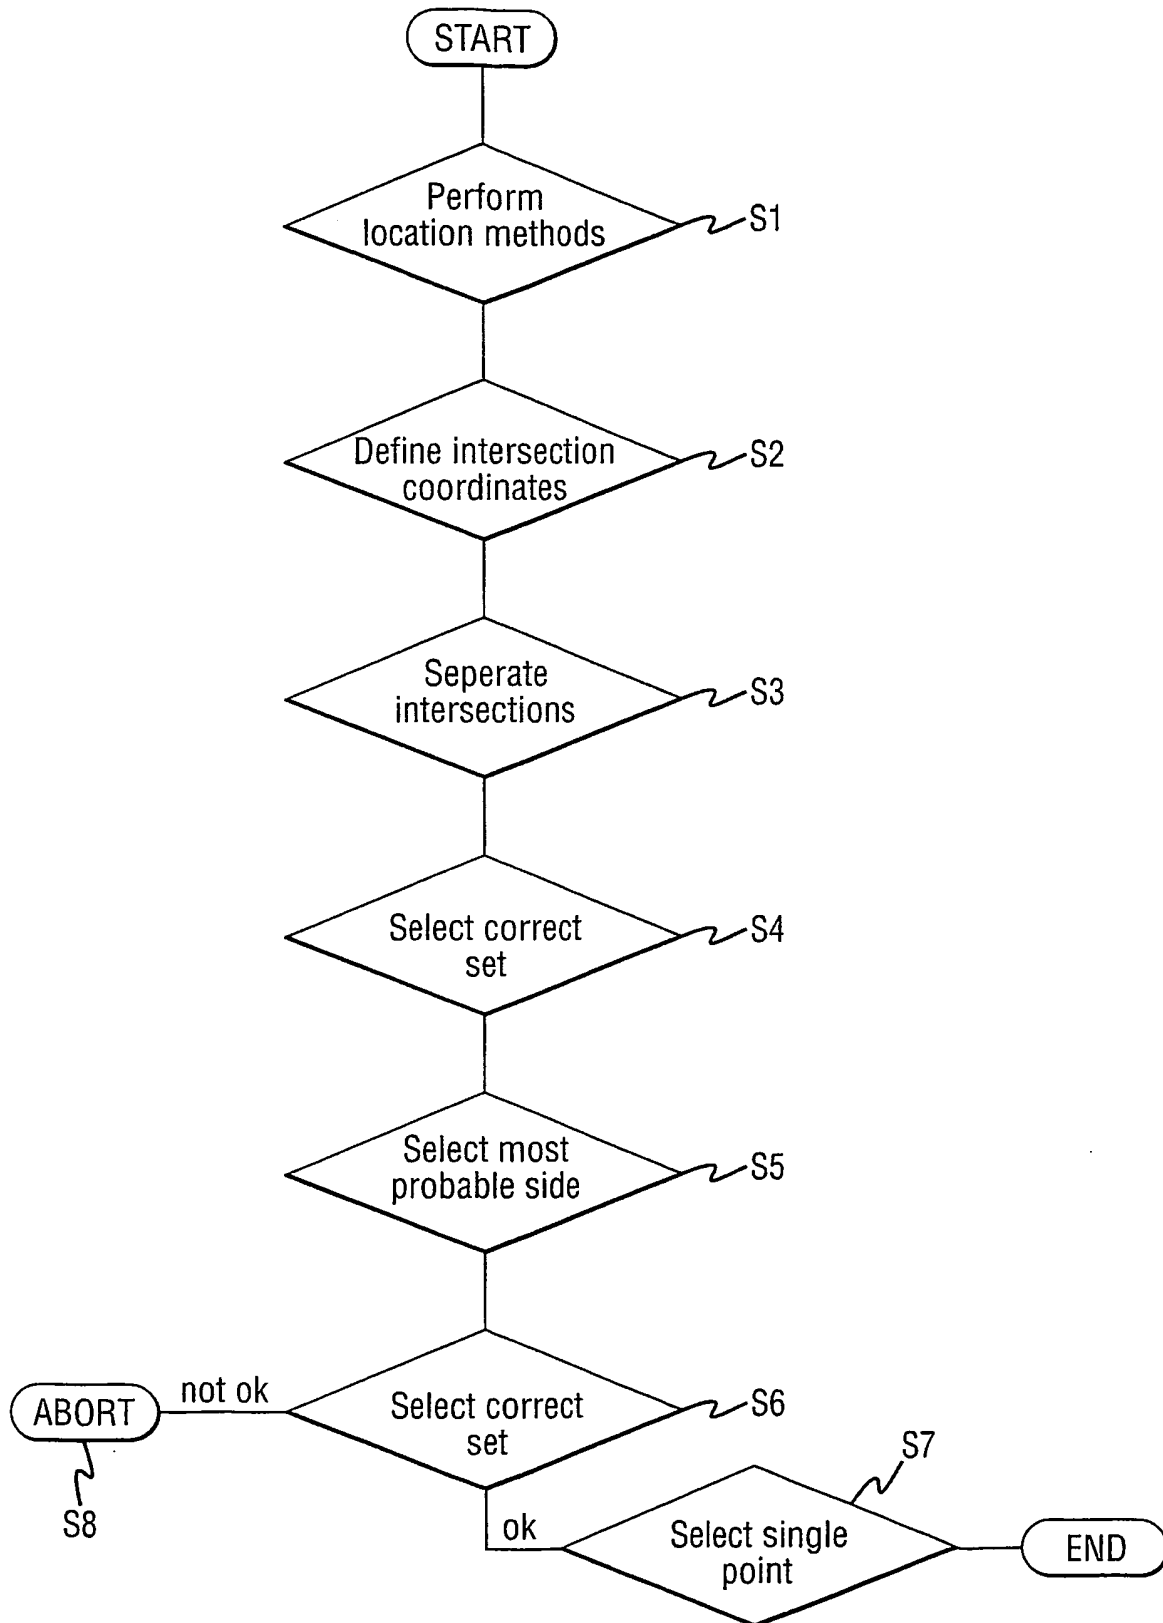 START
Perform
location methods
S1
Define intersection
coordinates
S2
Seperate
intersections
S3
Select correct
set
S4
Select most
probable side
S5
ABORT
not ok
Select correct
set
S6
S8
ok
Select single
point
S7
END